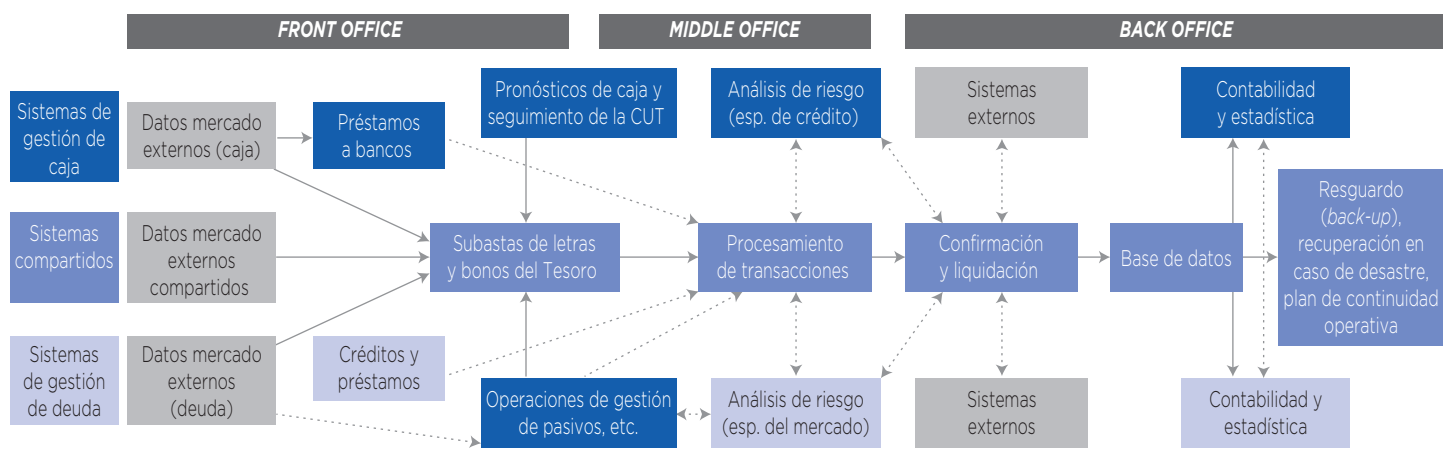 FRONT OFFICE
MIDDLE OFFICE
BACK OFFICE
Sistemas de
gestión de
caja
Datos mercado
externos (caja)
Préstamos
a bancos
Pronósticos de caja y
seguimiento de la CUT
Análisis de riesgo
(esp. de crédito)
Sistemas
externos
Contabilidad
y estadística
Sistemas
compartidos
Datos mercado
externos
compartidos
Subastas de letras
y bonos del Tesoro
Procesamiento
de transacciones
Confirmación
y liquidación
Base de datos
Resguardo
(back-up),
recuperación en
caso de desastre,
plan de continuidad
operativa
Sistemas
de gestión
de deuda
Datos mercado
externos
(deuda)
Créditos y
préstamos
Operaciones de gestión
de pasivos, etc.
Análisis de riesgo
(esp. del mercado)
Sistemas
externos
Contabilidad y
estadística